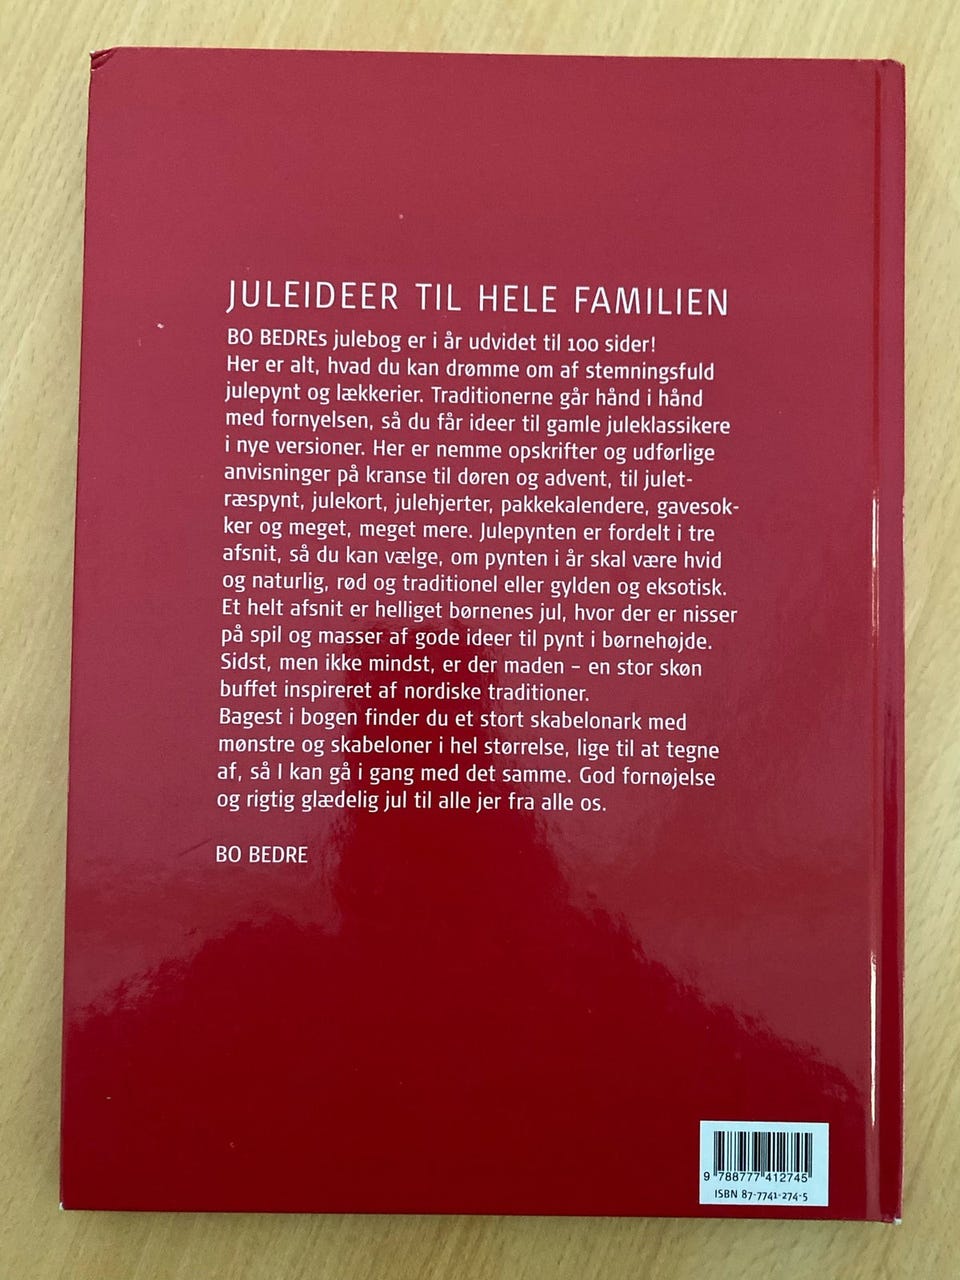 JULEIDEER TIL HELE FAMILIEN
BO BEDREs julebog er i år udvidet til 100 sider!
Her er alt, hvad du kan drømme om af stemningsfuld
julepynt og lækkerier. Traditionerne går hånd i hånd
med fornyelsen, så du får ideer til gamle juleklassikere
i nye versioner. Her er nemme opskrifter og udførlige
anvisninger på kranse til døren og advent, til julet-
ræspynt, julekort, julehjerter, pakkekalendere, gavesok-
ker og meget, meget mere. Julepynten er fordelt i tre
afsnit, så du kan vælge, om pynten i år skal være hvid
og naturlig, rød og traditionel eller gylden og eksotisk.
Et helt afsnit er helliget børnenes jul, hvor der er nisser
på spil og masser af gode ideer til pynt i børnehøjde.
Sidst, men ikke mindst, er der maden – en stor skøn
buffet inspireret af nordiske traditioner.
Bagest i bogen finder du et stort skabelonark med
mønstre og skabeloner i hel størrelse, lige til at tegne
af, så I kan gå i gang med det samme. God fornøjelse
og rigtig glædelig jul til alle jer fra alle os.
BO BEDRE
9 788777 412745
ISBN 87-7741-274-5